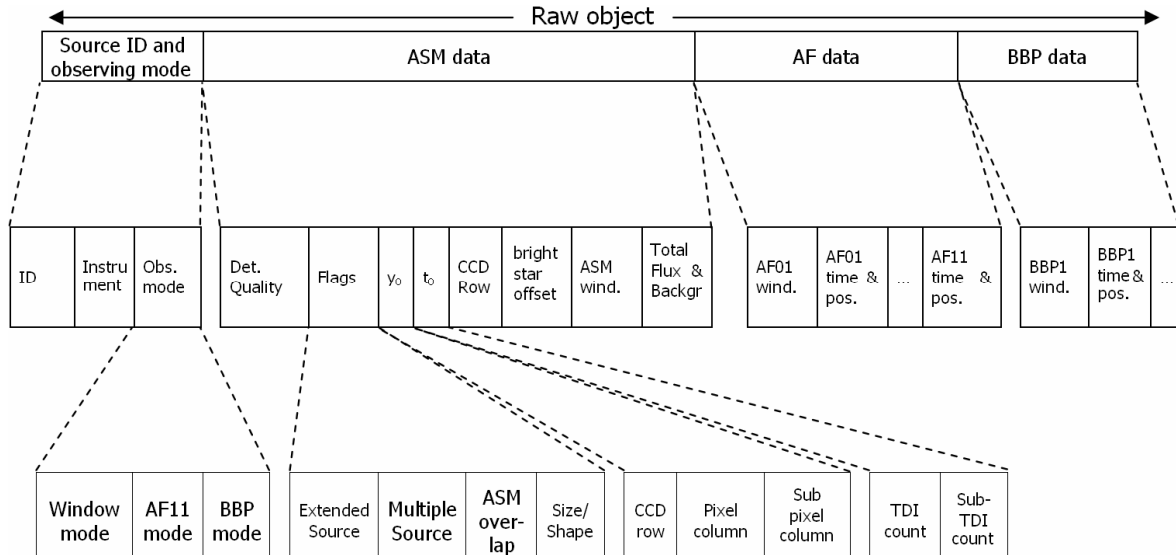 Raw object
Source ID and
observing mode
ASM data
AF data
BBP data
ID
Instru
ment
Obs.
mode
Det.
Quality
Flags
y₀
t₀
CCD
Row
bright
star
offset
ASM
wind.
Total
Flux &
Backgr
AF01
wind.
AF01
time &
pos.
...
AF11
time &
pos.
BBP1
wind.
BBP1
time &
pos.
...
Window
mode
AF11
mode
BBP
mode
Extended
Source
Multiple
Source
ASM
over-
lap
Size/
Shape
CCD
row
Pixel
column
Sub
pixel
column
TDI
count
Sub-
TDI
count